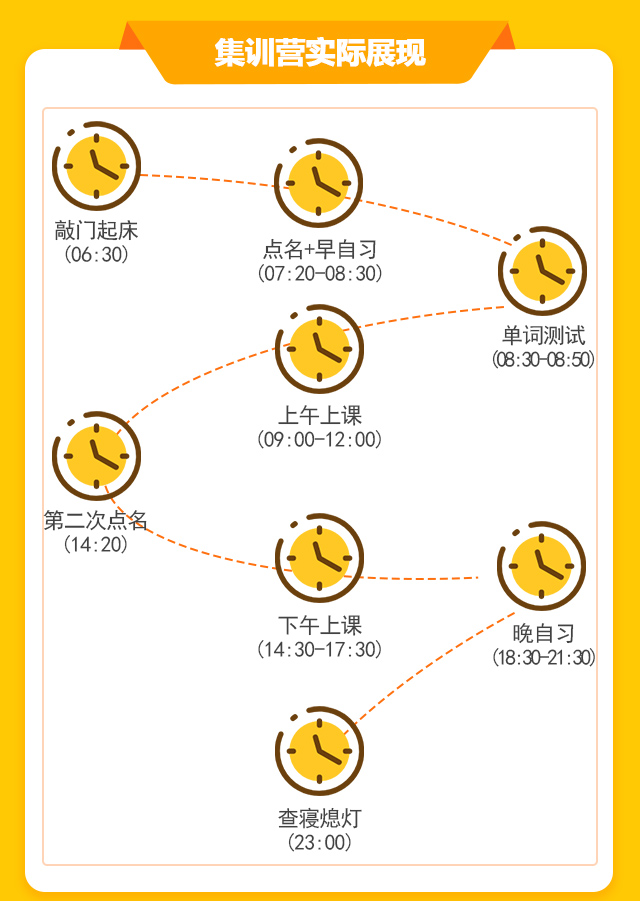 集训营实际展现
敲门起床
(06:30)
点名+早自习
(07:20-08:30)
单词测试
(08:30-08:50)
上午上课
(09:00-12:00)
第二次点名
(14:20)
下午上课
(14:30-17:30)
晚自习
(18:30-21:30)
查寝熄灯
(23:00)